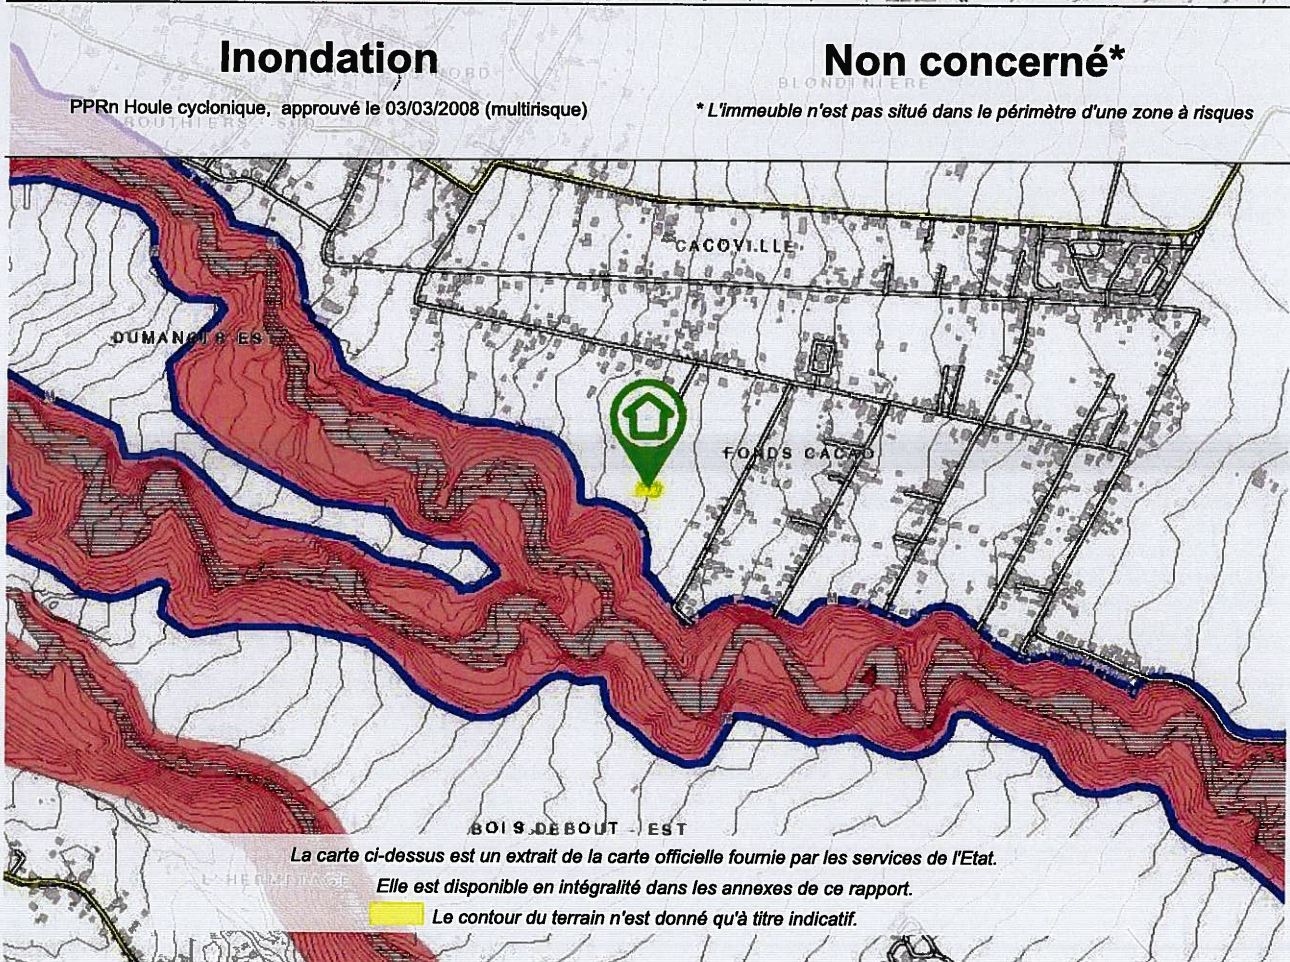 Inondation
PPRn Houle cyclonique, approuvé le 03/03/2008 (multirisque)
Non concerné*
BLONDINIERE
* L'immeuble n'est pas situé dans le périmètre d'une zone à risques
CACOVILLE
FONDS CACAO
BOIS DEBOUT - EST
La carte ci-dessus est un extrait de la carte officielle fournie par les services de l'Etat.
L'HERMITAGE
Elle est disponible en intégralité dans les annexes de ce rapport.
Le contour du terrain n'est donné qu'à titre indicatif.